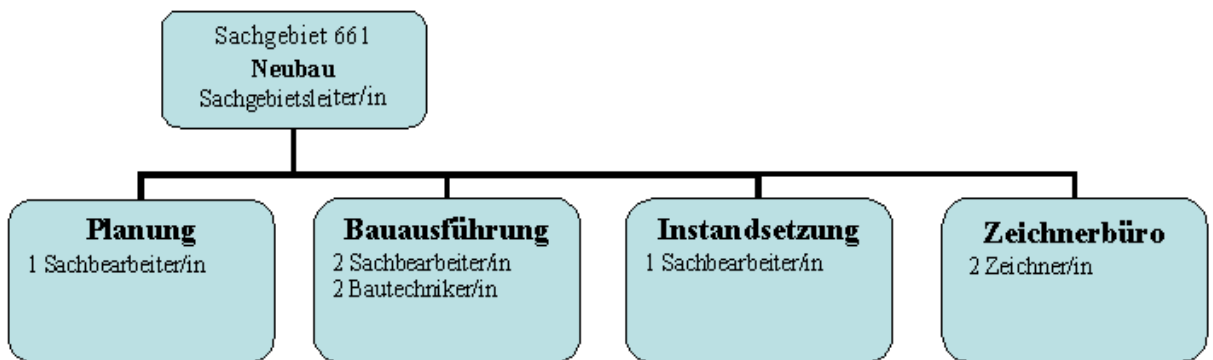 Sachgebiet 661
Neubau
Sachgebietsleiter/in
Planung
1 Sachbearbeiter/in
Bauausführung
2 Sachbearbeiter/in
2 Bautechniker/in
Instandsetzung
1 Sachbearbeiter/in
Zeichnerbüro
2 Zeichner/in